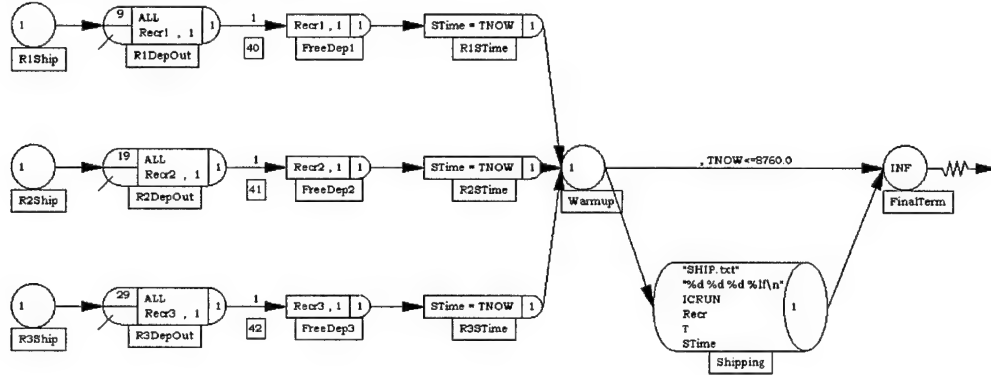 1
R1Ship
9
ALL
Recr1 , 1
1
R1DepOut
1
40
Recr1, 1
1
FreeDep1
STime = TNOW
1
R1STime
1
R2Ship
19
ALL
Recr2 , 1
1
R2DepOut
1
41
Recr2, 1
1
FreeDep2
STime = TNOW
1
R2STime
1
Warmup
, TNOW<=8760.0
INF
FinalTerm
1
R3Ship
29
ALL
Recr3 , 1
1
R3DepOut
1
42
Recr3, 1
1
FreeDep3
STime = TNOW
1
R3STime
"SHIP.txt"
"%d %d %d %lf\n"
ICRUN
Recr
T
STime
1
Shipping